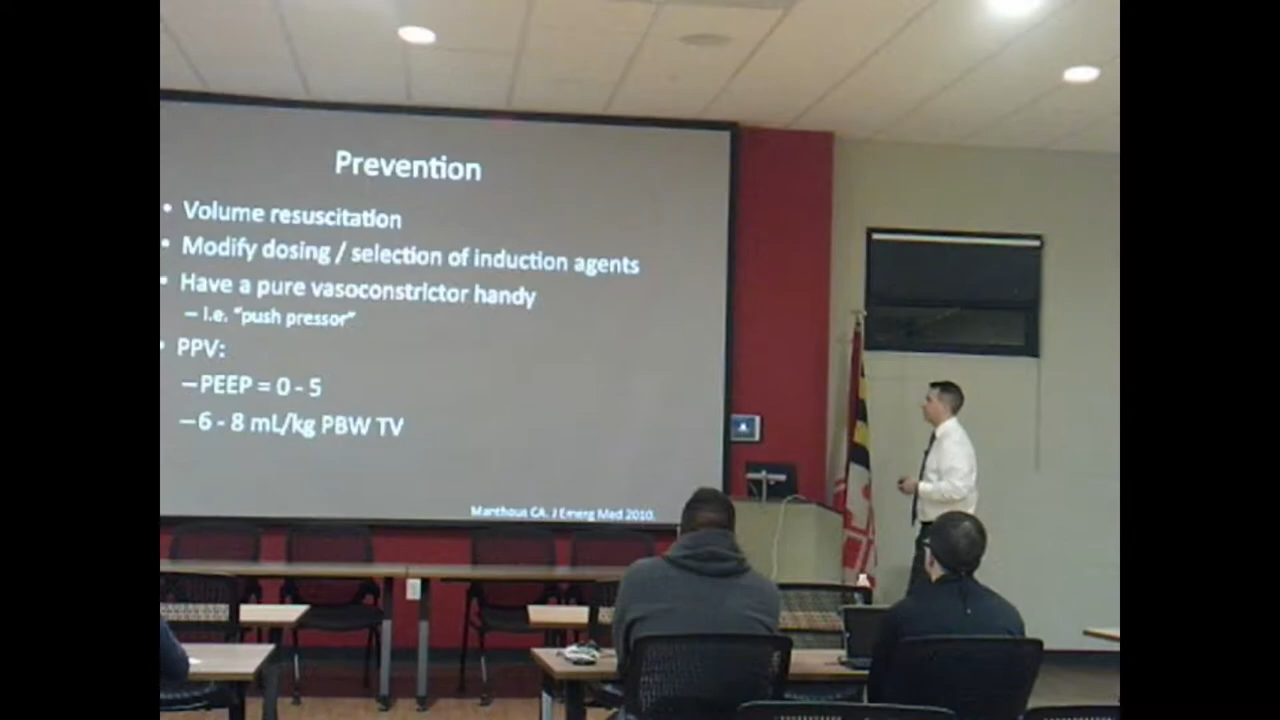 Prevention
• Volume resuscitation
• Modify dosing / selection of induction agents
• Have a pure vasoconstrictor handy
– I.e. "push pressor"
• PPV:
– PEEP = 0 - 5
– 6 - 8 mL/kg PBW TV
Manthous CA. J Emerg Med 2010.